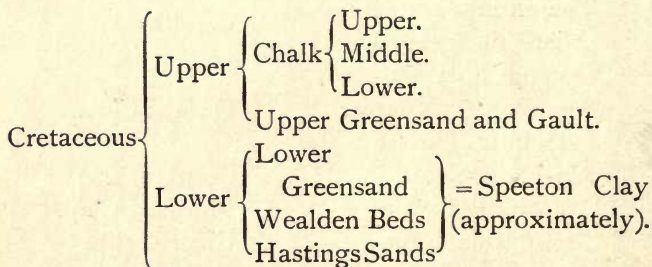 Upper.
Upper Chalk Middle.
Lower.
Upper Greensand and Gault.
Cretaceous
Lower
Greensand = Speeton Clay
Lower Wealden Beds (approximately).
Hastings Sands